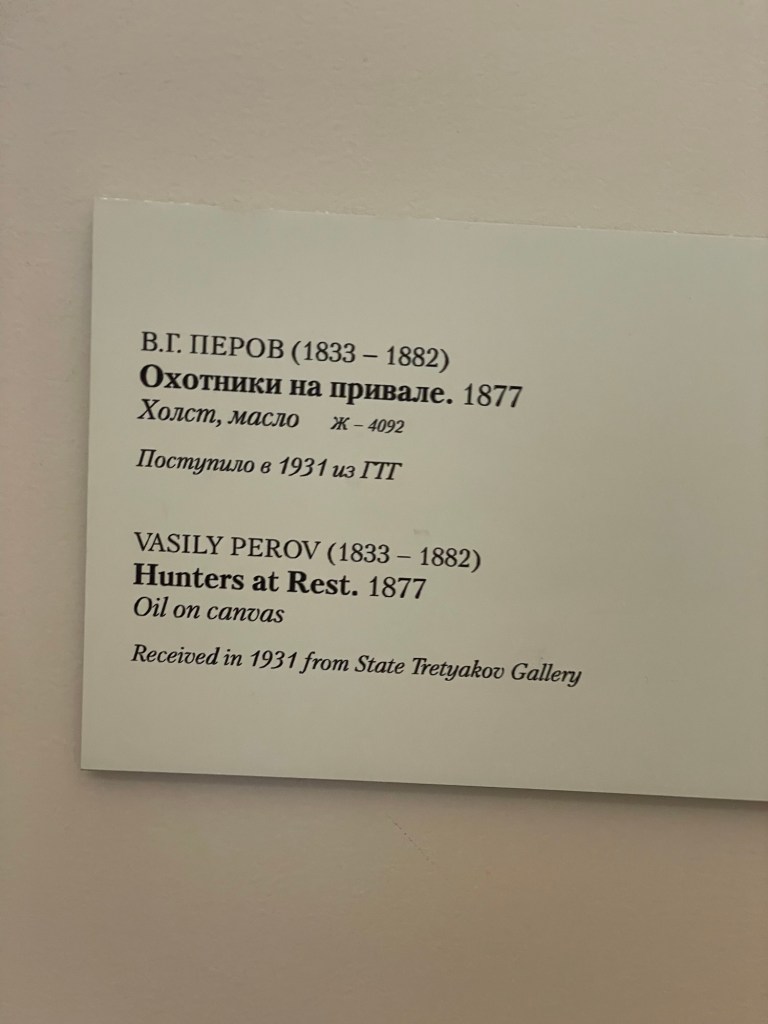 В.Г. ПЕРОВ (1833 – 1882)
Охотники на привале. 1877
Холст, масло Ж – 4092
Поступило в 1931 из ГТГ
VASILY PEROV (1833 – 1882)
Hunters at Rest. 1877
Oil on canvas
Received in 1931 from State Tretyakov Gallery